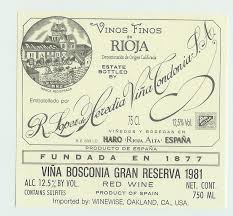 Vinos Finos
DE
RIOJA
Denominación de Origen Calificada
ESTATE
BOTTLED
BY
Embotellado por
R. Lopez de Heredia Viña Tondonia, S.A.
75 Cl.
12,5% Vol.
VIÑEDOS Y BODEGAS EN
HARO (RIOJA ALTA) ESPAÑA
PRODUCTO DE ESPAÑA
FUNDADA EN 1877
VIÑA BOSCONIA GRAN RESERVA 1981
ALC. 12.5% BY VOL.
RED WINE
NET. CONT.
CONTAINS SULFITES
PRODUCT OF SPAIN
750 ML
Imported by: WINEWISE, OAKLAND, CA., USA.